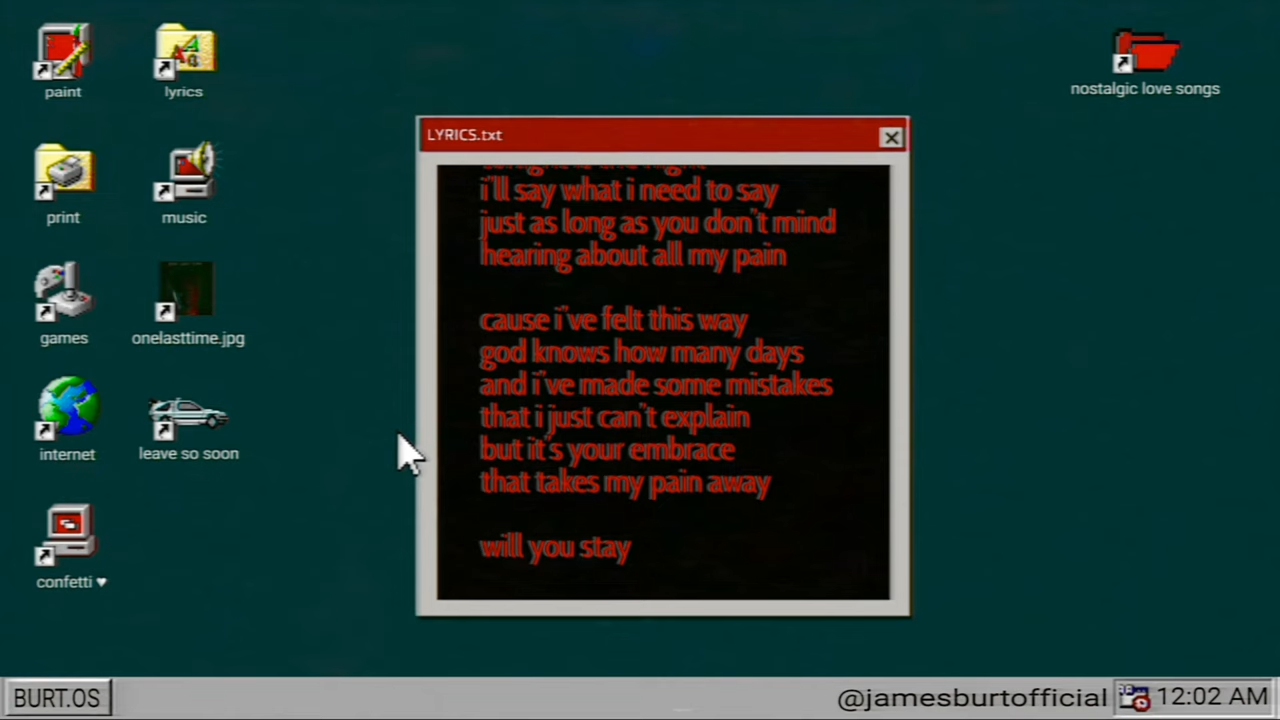 paint
lyrics
nostalgic love songs
print
music
games
onelasttime.jpg
internet
leave so soon
confetti ♥
LYRICS.txt
i'll say what i need to say
just as long as you don't mind
hearing about all my pain
cause i've felt this way
god knows how many days
and i've made some mistakes
that i just can't explain
but it's your embrace
that takes my pain away
will you stay
BURT.OS
@jamesburtofficial
12:02 AM